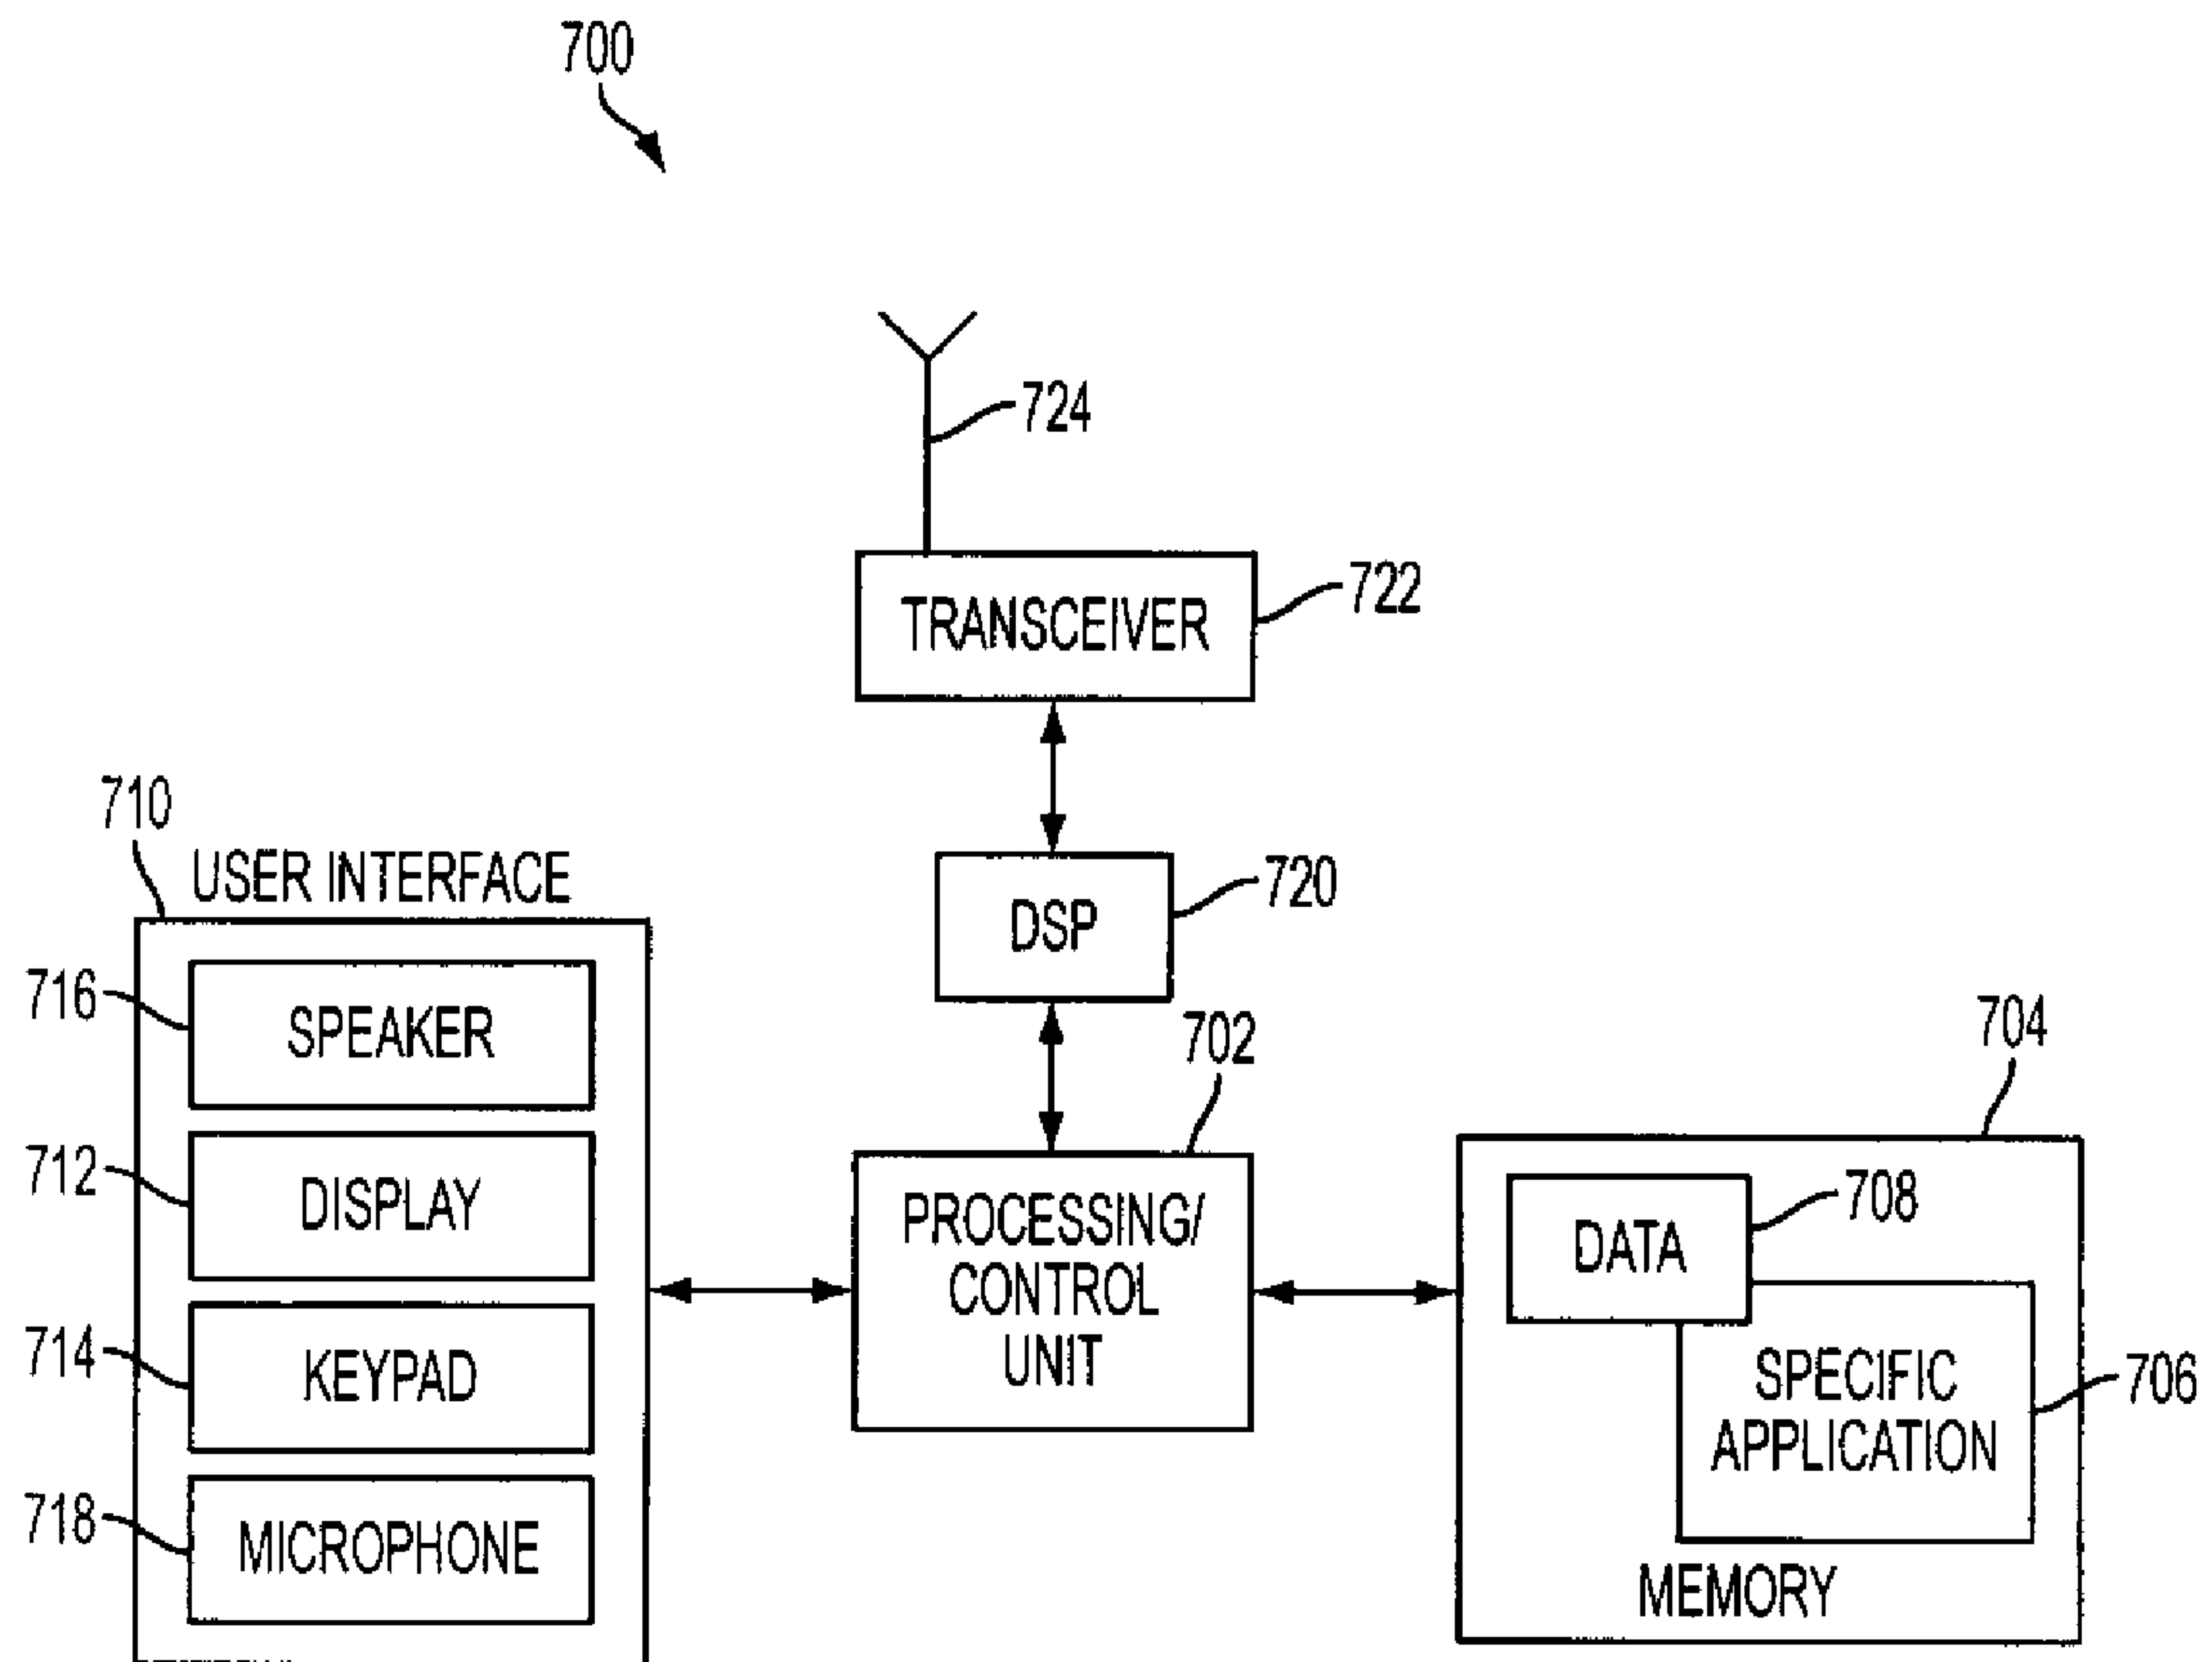 700
724
TRANSCEIVER
722
710
USER INTERFACE
DSP
720
716
SPEAKER
702
704
712
DISPLAY
PROCESSING/
CONTROL
UNIT
DATA
708
714
KEYPAD
SPECIFIC
APPLICATION
706
718
MICROPHONE
MEMORY